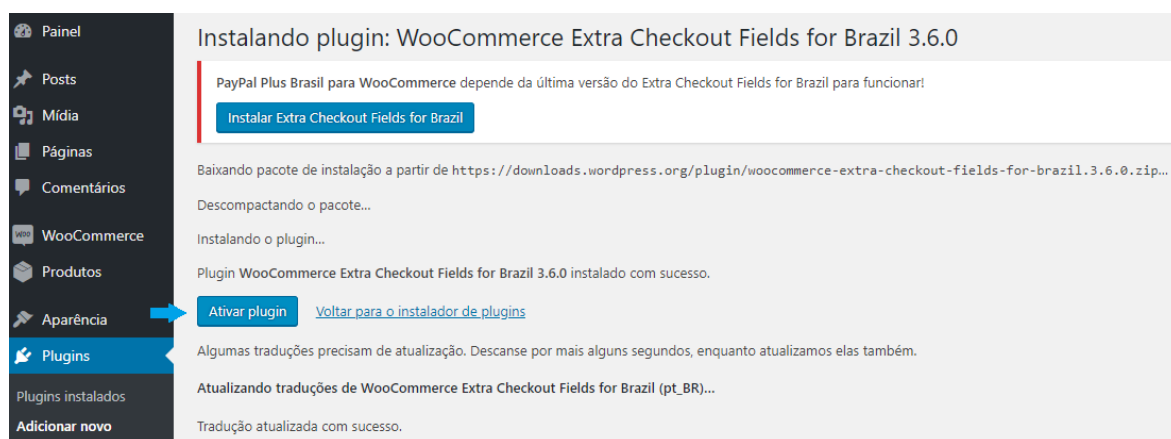 Painel
Posts
Mídia
Páginas
Comentários
WOO WooCommerce
Produtos
Aparência
Plugins
Plugins instalados
Adicionar novo
Instalando plugin: WooCommerce Extra Checkout Fields for Brazil 3.6.0
PayPal Plus Brasil para WooCommerce depende da última versão do Extra Checkout Fields for Brazil para funcionar!
Instalar Extra Checkout Fields for Brazil
Baixando pacote de instalação a partir de https://downloads.wordpress.org/plugin/woocommerce-extra-checkout-fields-for-brazil.3.6.0.zip…
Descompactando o pacote…
Instalando o plugin…
Plugin WooCommerce Extra Checkout Fields for Brazil 3.6.0 instalado com sucesso.
Ativar plugin Voltar para o instalador de plugins
Algumas traduções precisam de atualização. Descanse por mais alguns segundos, enquanto atualizamos elas também.
Atualizando traduções de WooCommerce Extra Checkout Fields for Brazil (pt_BR)…
Tradução atualizada com sucesso.